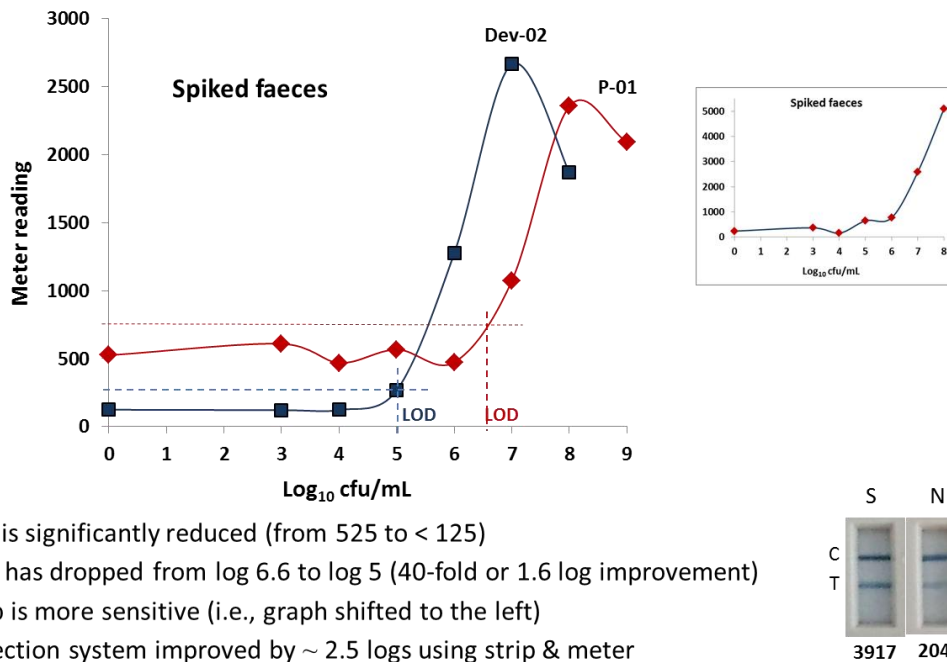 3000
Dev-02
2500
Spiked faeces
P-01
2000
1500
1000
500
0
Meter reading
LOD
LOD
0 1 2 3 4 5 6 7 8 9
Log10 cfu/mL
Spiked faeces
5000
4000
3000
2000
1000
0
0 1 2 3 4 5 6 7 8
Log10 cfu/mL
is significantly reduced (from 525 to < 125)
has dropped from log 6.6 to log 5 (40-fold or 1.6 log improvement)
is more sensitive (i.e., graph shifted to the left)
ection system improved by ~ 2.5 logs using strip & meter
S N
C
T
3917 204